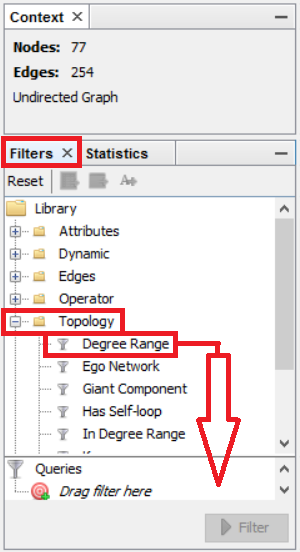 Context
Nodes: 77
Edges: 254
Undirected Graph
Filters Statistics
Reset
Library
Attributes
Dynamic
Edges
Operator
Topology
Degree Range
Ego Network
Giant Component
Has Self-loop
In Degree Range
Queries
Drag filter here
Filter